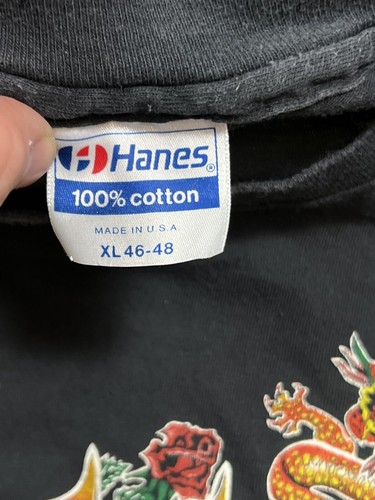 Hanes®
100% cotton
MADE IN U.S.A
XL 46-48